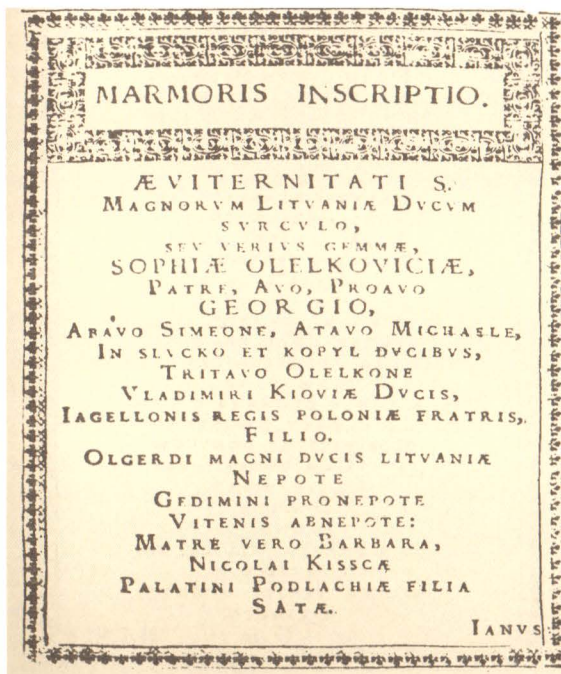 MARMORIS INSCRIPTIO.
ÆVITERNITATI S.
MAGNORVM LITVANIÆ DVCVM
SVRCVLO,
SEV VERIVS GEMMÆ,
SOPHIÆ OLELKOVICIÆ,
PATRE, AVO, PROAVO
GEORGIO,
ABAVO SIMEONE, ATAVO MICHAELE,
IN SLVCKO ET KOPYL DVCIBVS,
TRITAVO OLELKONE
VLADIMIRI KIOVIÆ DVCIS,
IAGELLONIS REGIS POLONIÆ FRATRIS,
FILIO.
OLGERDI MAGNI DVCIS LITVANIÆ
NEPOTE
GEDIMINI PRONEPOTE
VITENIS ABNEPOTE:
MATRE VERO BARBARA,
NICOLAI KISSCÆ
PALATINI PODLACHIÆ FILIA
SATÆ.
IANVS